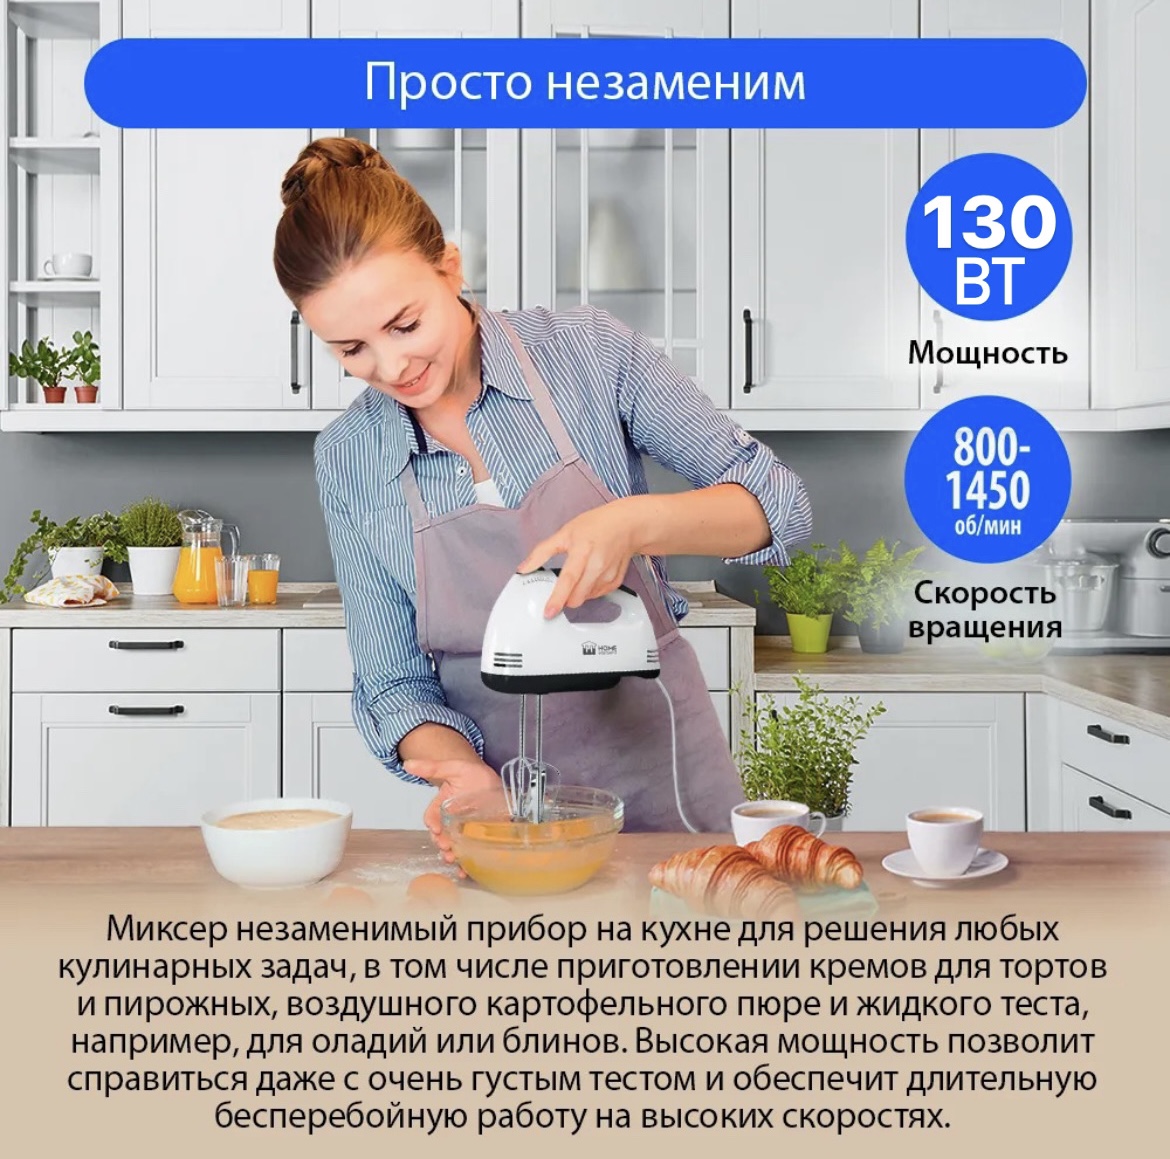 Просто незаменим
130
ВТ
Мощность
800-
1450
об/мин
Скорость
вращения
HOME
Миксер незаменимый прибор на кухне для решения любых
кулинарных задач, в том числе приготовлении кремов для тортов
и пирожных, воздушного картофельного пюре и жидкого теста,
например, для оладий или блинов. Высокая мощность позволит
справиться даже с очень густым тестом и обеспечит длительную
бесперебойную работу на высоких скоростях.